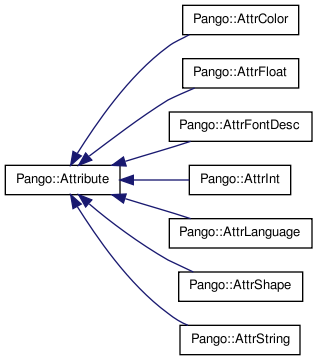 Pango::AttrColor
Pango::AttrFloat
Pango::AttrFontDesc
Pango::Attribute
Pango::AttrInt
Pango::AttrLanguage
Pango::AttrShape
Pango::AttrString